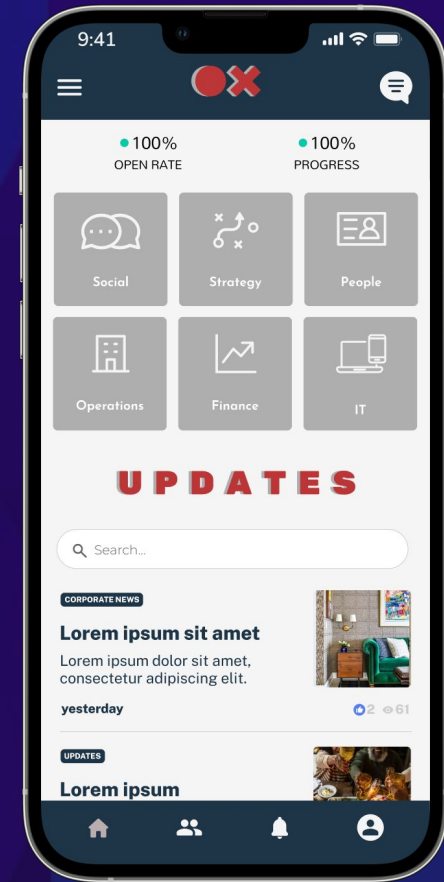 9:41
OX
100%
100%
OPEN RATE
PROGRESS
Social
Strategy
People
Operations
Finance
IT
UPDATES
Search...
CORPORATE NEWS
Lorem ipsum sit amet
Lorem ipsum dolor sit amet,
consectetur adipiscing elit.
yesterday
2
61
UPDATES
Lorem ipsum